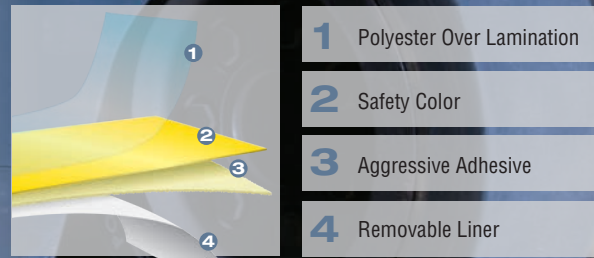 1
2
3
4
1 Polyester Over Lamination
2 Safety Color
3 Aggressive Adhesive
4 Removable Liner